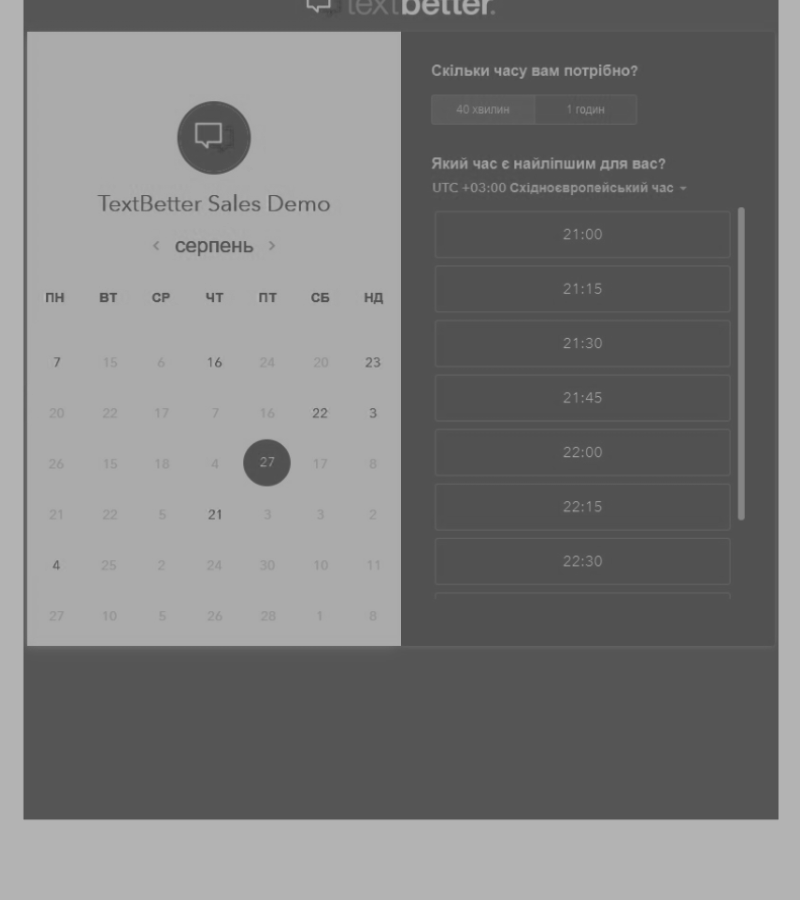 textbetter.
TextBetter Sales Demo
‹ серпень ›
ПН ВТ СР ЧТ ПТ СБ НД
7 15 6 16 24 20 23
20 22 17 7 16 22 3
26 15 18 4 27 17 8
21 22 5 21 3 3 2
4 25 2 24 30 10 11
27 10 5 26 28 1 8
Скільки часу вам потрібно?
40 хвилин 1 годин
Який час є найліпшим для вас?
UTC +03:00 Східноєвропейський час
21:00
21:15
21:30
21:45
22:00
22:15
22:30